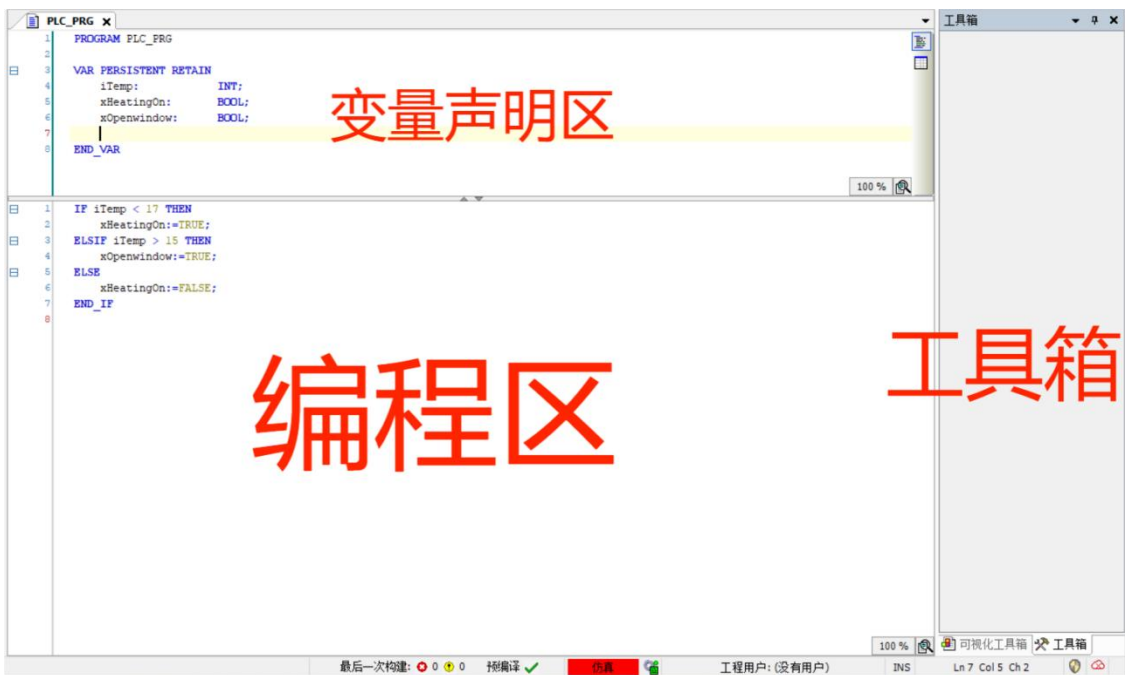 PLC_PRG
工具箱
1 PROGRAM PLC_PRG
2
3 VAR PERSISTENT RETAIN
4 iTemp: INT;
5 xHeatingOn: BOOL;
6 xOpenwindow: BOOL;
7
8 END_VAR
变量声明区
100 %
1 IF iTemp < 17 THEN
2 xHeatingOn:=TRUE;
3 ELSIF iTemp > 15 THEN
4 xOpenwindow:=TRUE;
5 ELSE
6 xHeatingOn:=FALSE;
7 END_IF
8
编程区
工具箱
100 %
可视化工具箱 工具箱
最后一次构建: 0 0 预编译 仿真 工程用户: (没有用户) INS Ln 7 Col 5 Ch 2